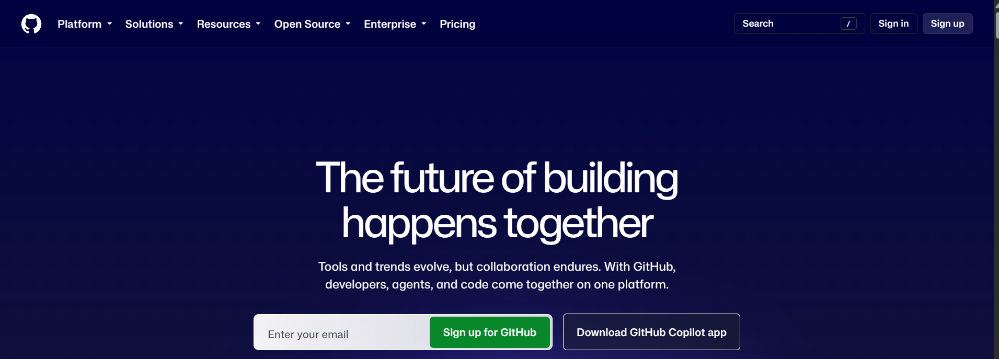 Platform Solutions Resources Open Source Enterprise Pricing Search / Sign in Sign up
The future of building
happens together
Tools and trends evolve, but collaboration endures. With GitHub,
developers, agents, and code come together on one platform.
Enter your email Sign up for GitHub Download GitHub Copilot app